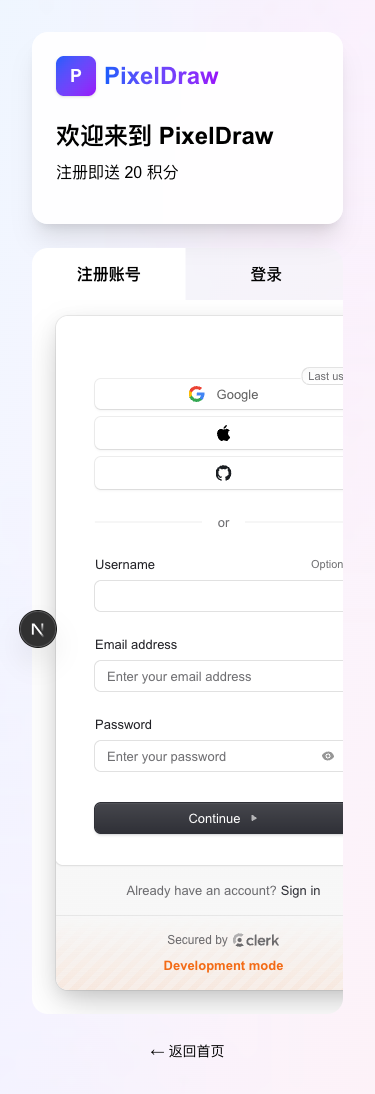 P PixelDraw
欢迎来到 PixelDraw
注册即送 20 积分
注册账号 登录
Last us
Google
or
Username Option
Email address
Enter your email address
Password
Enter your password
Continue
Already have an account? Sign in
N
Secured by clerk
Development mode
← 返回首页